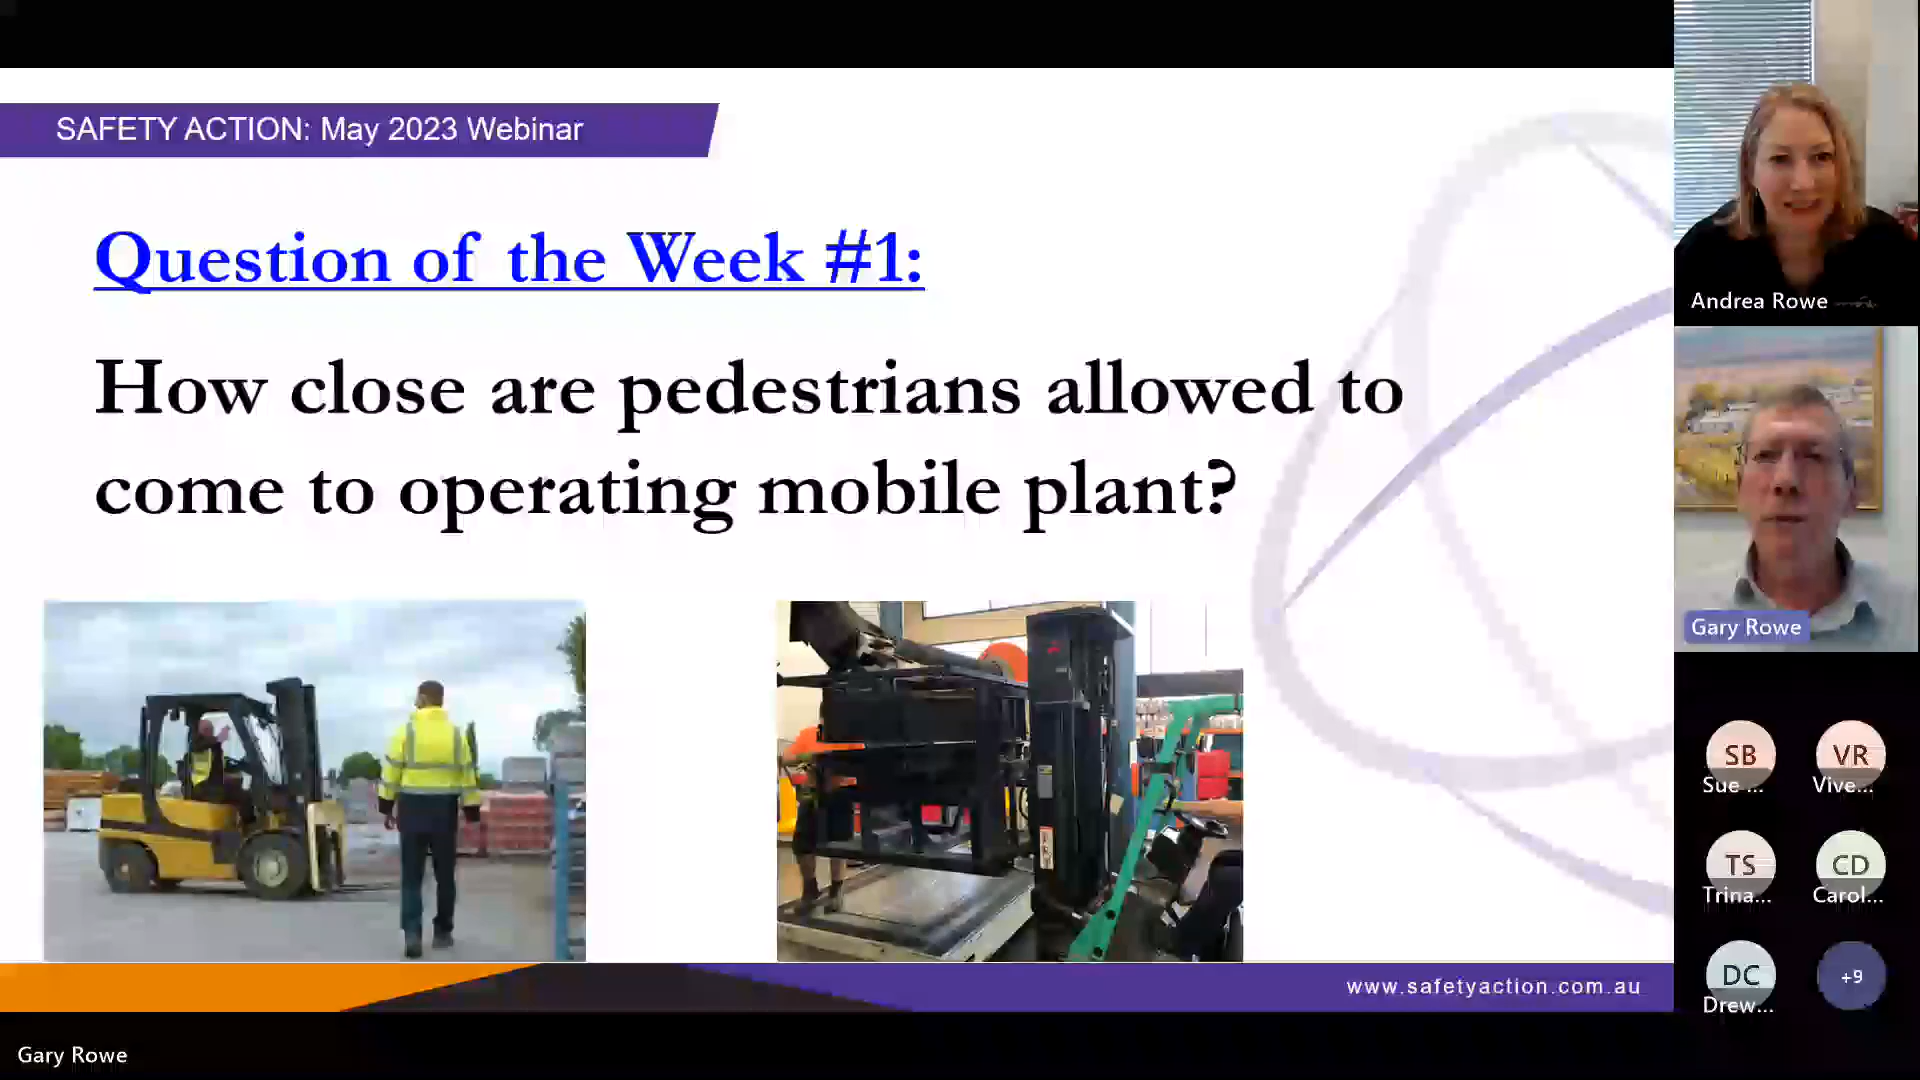 SAFETY ACTION: May 2023 Webinar
Question of the Week #1:
How close are pedestrians allowed to
come to operating mobile plant?
www.safetyaction.com.au
Gary Rowe
Andrea Rowe
Gary Rowe
SB
VR
Sue ...
Vive...
TS
CD
Trina...
Carol...
DC
+9
Drew...